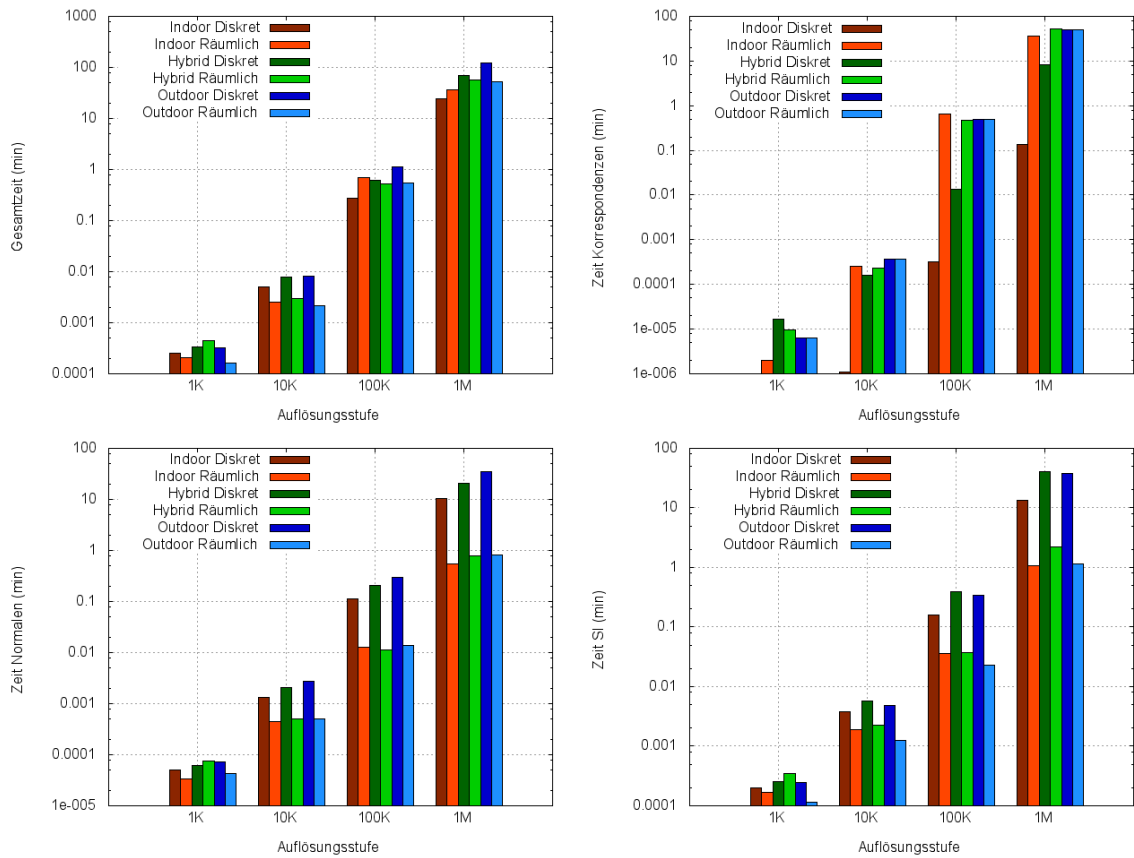 1000
100
10
1
0.1
0.01
0.001
0.0001
Gesamtzeit (min)
Indoor Diskret
Indoor Räumlich
Hybrid Diskret
Hybrid Räumlich
Outdoor Diskret
Outdoor Räumlich
1K 10K 100K 1M
Auflösungsstufe
100
10
1
0.1
0.01
0.001
0.0001
1e-005
1e-006
Zeit Korrespondenzen (min)
Indoor Diskret
Indoor Räumlich
Hybrid Diskret
Hybrid Räumlich
Outdoor Diskret
Outdoor Räumlich
1K 10K 100K 1M
Auflösungsstufe
100
10
1
0.1
0.01
0.001
0.0001
1e-005
Zeit Normalen (min)
Indoor Diskret
Indoor Räumlich
Hybrid Diskret
Hybrid Räumlich
Outdoor Diskret
Outdoor Räumlich
1K 10K 100K 1M
Auflösungsstufe
100
10
1
0.1
0.01
0.001
0.0001
Zeit SI (min)
Indoor Diskret
Indoor Räumlich
Hybrid Diskret
Hybrid Räumlich
Outdoor Diskret
Outdoor Räumlich
1K 10K 100K 1M
Auflösungsstufe